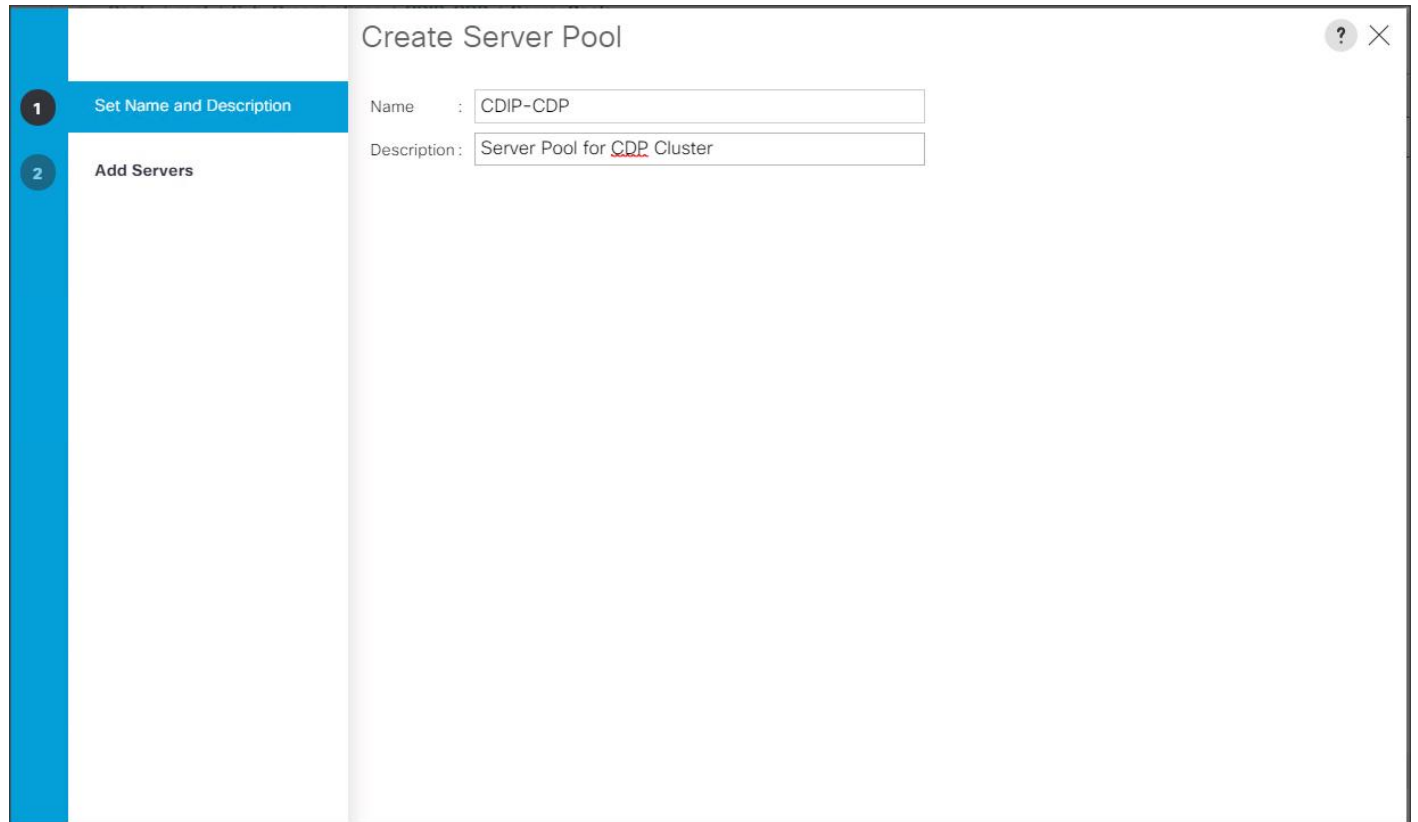 Create Server Pool
?
1 Set Name and Description
2 Add Servers
Name : CDIP-CDP
Description : Server Pool for CDP Cluster